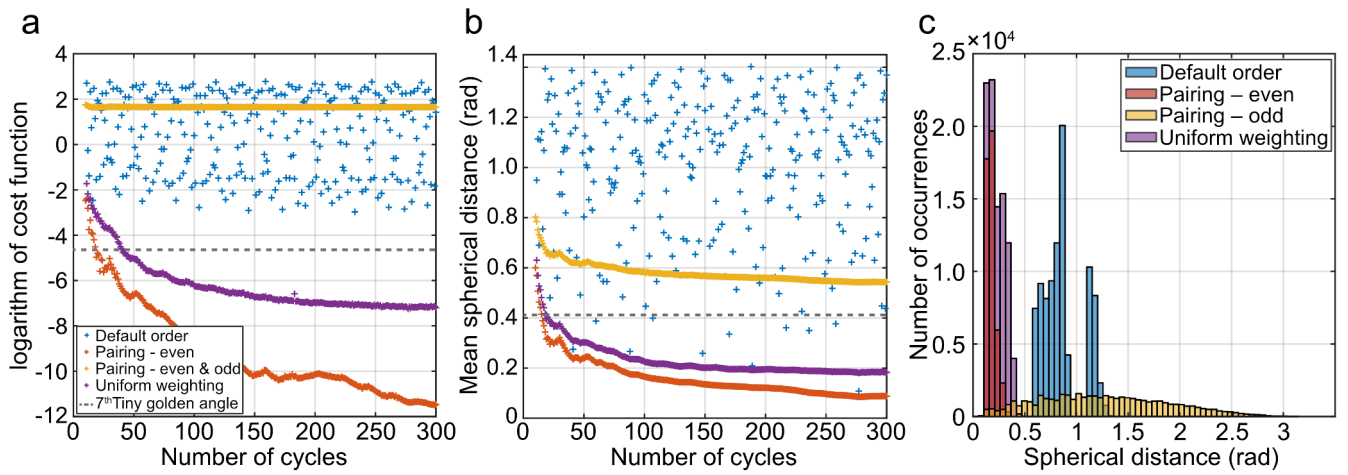 a
4
2
0
-2
-4
-6
-8
-10
-12
logarithm of cost function
Default order
Pairing - even
Pairing - even & odd
Uniform weighting
7thTiny golden angle
0 50 100 150 200 250 300
Number of cycles
b
1.4
1.2
1.0
0.8
0.6
0.4
0.2
0
Mean spherical distance (rad)
0 50 100 150 200 250 300
Number of cycles
c
2.5×10⁴
2.0
1.5
1.0
0.5
0
Number of occurrences
Default order
Pairing – even
Pairing – odd
Uniform weighting
0 0.5 1 1.5 2 2.5 3 3.5
Spherical distance (rad)